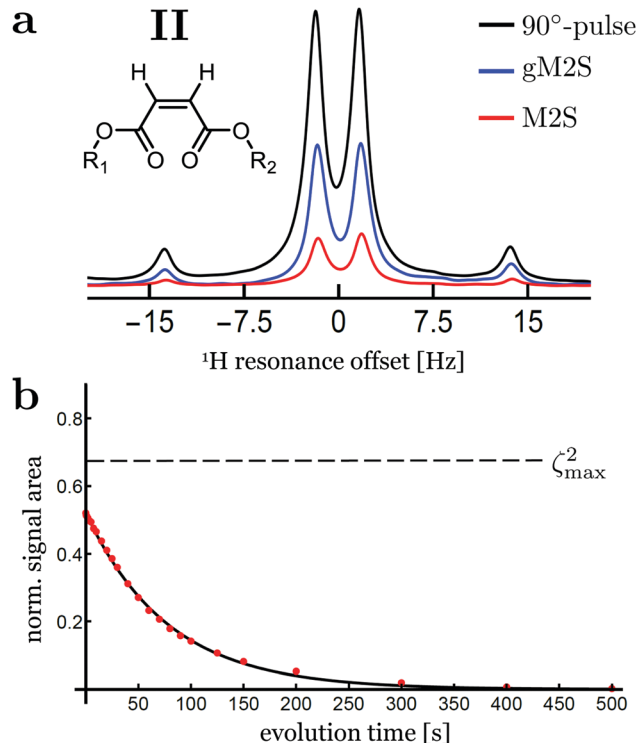 a
II
90°-pulse
gM2S
M2S
H H
O O
R₁ O O R₂
−15 −7.5 0 7.5 15
¹H resonance offset [Hz]
b
0.8
ζ²max
0.6
0.4
0.2
norm. signal area
50 100 150 200 250 300 350 400 450 500
evolution time [s]